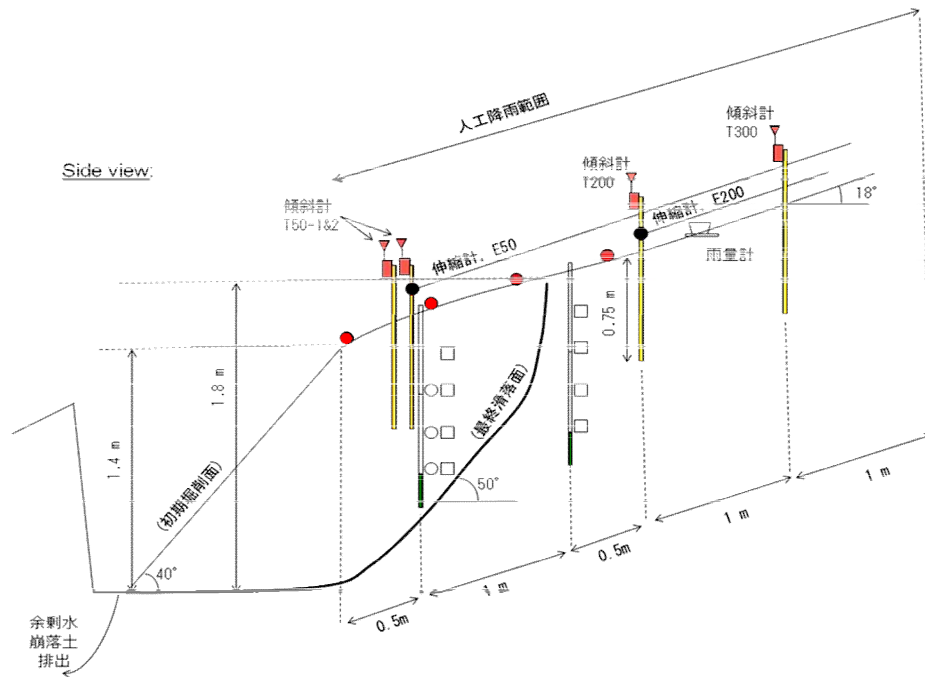 人工降雨範囲
傾斜計
T300
Side view:
傾斜計
T200
傾斜計
T50-1&2
伸縮計, E200
18°
伸縮計, E50
雨量計
0.75 m
1.8 m
1.4 m
(最終滑落面)
(初期掘削面)
50°
40°
1 m
1 m
0.5m
1 m
0.5m
余剰水
崩落土
排出